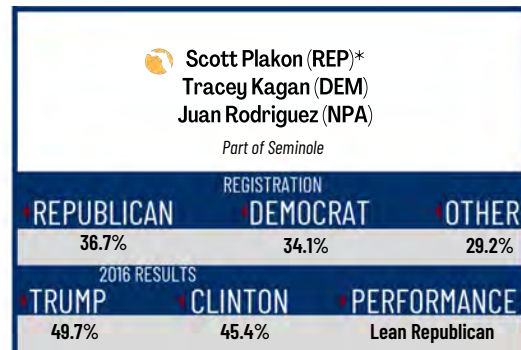 Scott Plakon (REP)*
Tracey Kagan (DEM)
Juan Rodriguez (NPA)
Part of Seminole
REGISTRATION
REPUBLICAN DEMOCRAT OTHER
36.7% 34.1% 29.2%
2016 RESULTS
TRUMP CLINTON PERFORMANCE
49.7% 45.4% Lean Republican